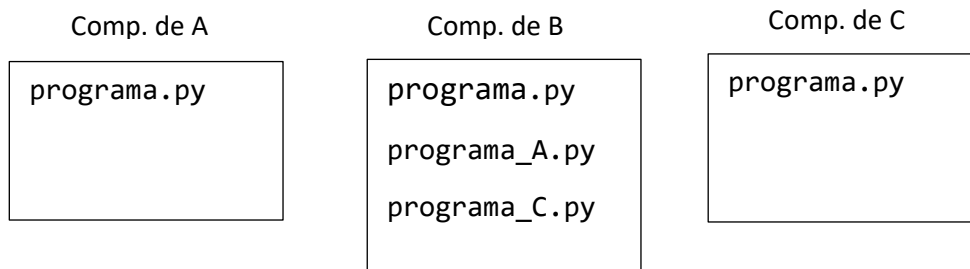 Comp. de A
programa.py
Comp. de B
programa.py
programa_A.py
programa_C.py
Comp. de C
programa.py